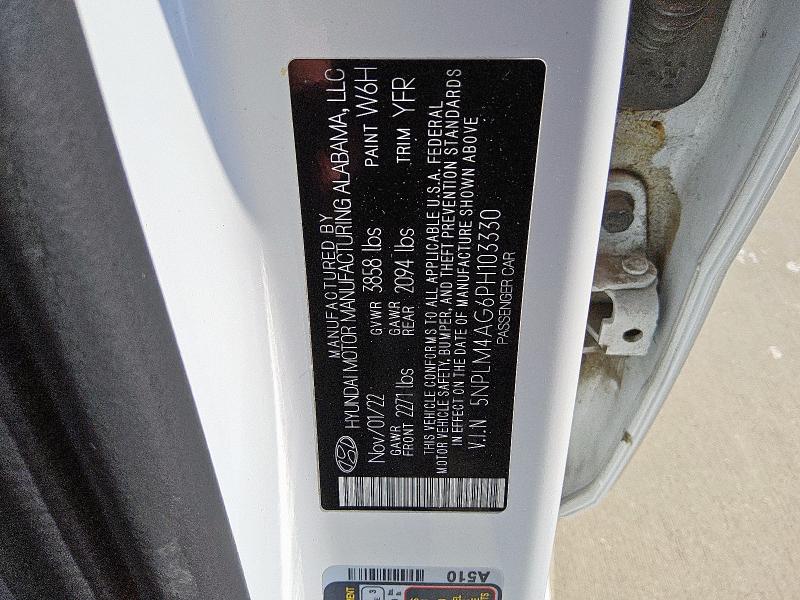 MANUFACTURED BY
HYUNDAI MOTOR MANUFACTURING ALABAMA, LLC
Nov/01/22 GVWR 3858 lbs PAINT W6H
GAWR FRONT 2271 lbs GAWR REAR 2094 lbs TRIM YFR
THIS VEHICLE CONFORMS TO ALL APPLICABLE U.S.A. FEDERAL
MOTOR VEHICLE SAFETY, BUMPER, AND THEFT PREVENTION STANDARDS
IN EFFECT ON THE DATE OF MANUFACTURE SHOWN ABOVE
V.I.N 5NPLM4AG6PH103330
PASSENGER CAR
A510